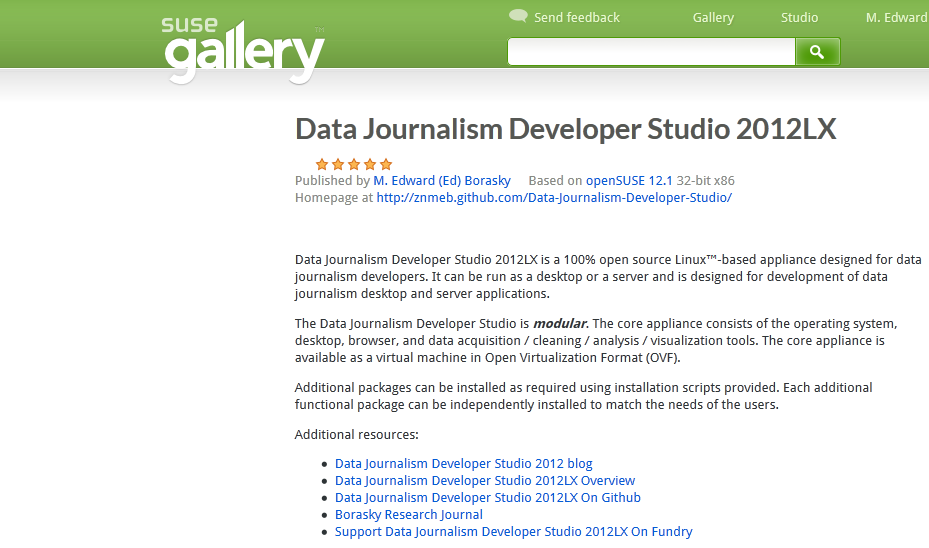 suse
gallery™
Send feedback
Gallery
Studio
M. Edward
Data Journalism Developer Studio 2012LX
Published by M. Edward (Ed) Borasky Based on openSUSE 12.1 32-bit x86
Homepage at http://znmeb.github.com/Data-Journalism-Developer-Studio/
Data Journalism Developer Studio 2012LX is a 100% open source Linux™-based appliance designed for data
journalism developers. It can be run as a desktop or a server and is designed for development of data
journalism desktop and server applications.
The Data Journalism Developer Studio is modular. The core appliance consists of the operating system,
desktop, browser, and data acquisition / cleaning / analysis / visualization tools. The core appliance is
available as a virtual machine in Open Virtualization Format (OVF).
Additional packages can be installed as required using installation scripts provided. Each additional
functional package can be independently installed to match the needs of the users.
Additional resources:
• Data Journalism Developer Studio 2012 blog
• Data Journalism Developer Studio 2012LX Overview
• Data Journalism Developer Studio 2012LX On Github
• Borasky Research Journal
• Support Data Journalism Developer Studio 2012LX On Fundry